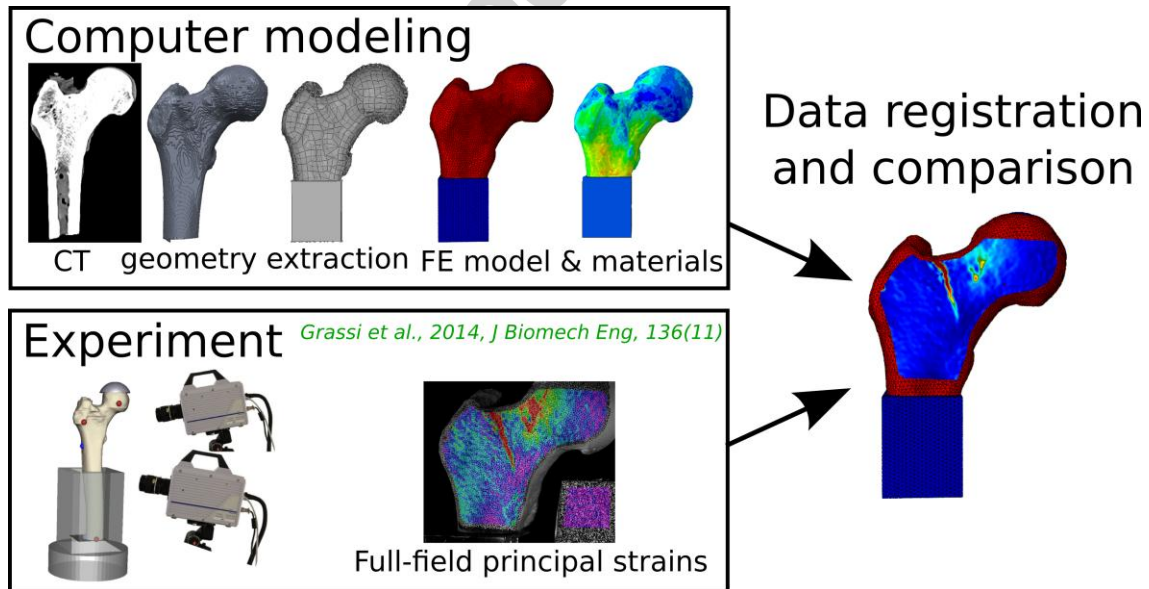 Computer modeling
CT
geometry extraction
FE model & materials
Experiment
Grassi et al., 2014, J Biomech Eng, 136(11)
Full-field principal strains
Data registration
and comparison